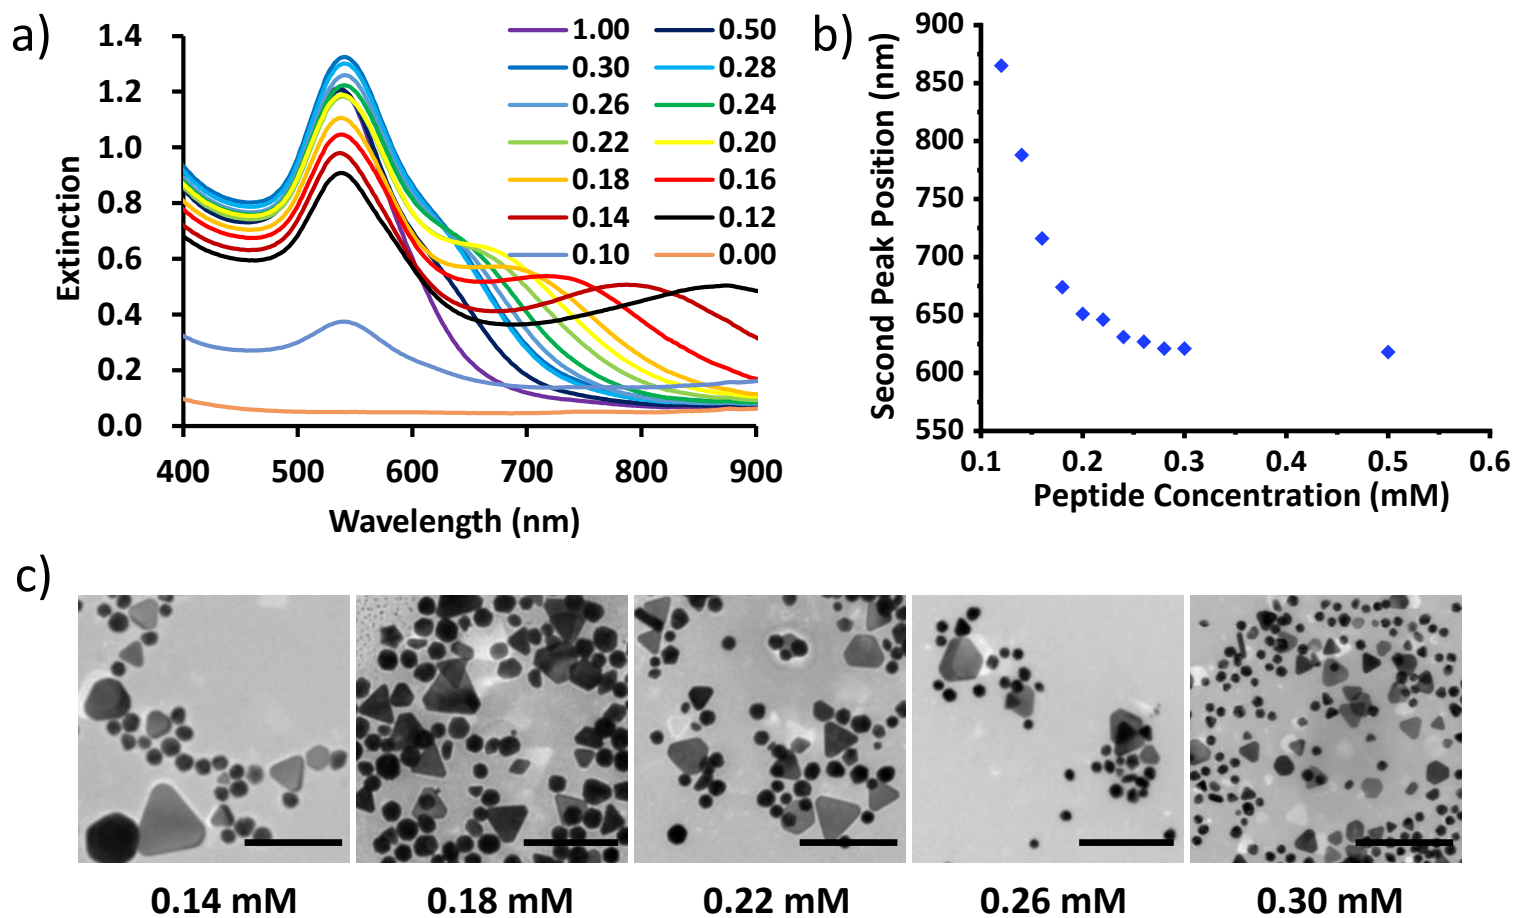 a)
1.4
1.2
1.0
0.8
0.6
0.4
0.2
0.0
Extinction
400 500 600 700 800 900
Wavelength (nm)
1.00 0.50
0.30 0.28
0.26 0.24
0.22 0.20
0.18 0.16
0.14 0.12
0.10 0.00
b)
900
850
800
750
700
650
600
550
Second Peak Position (nm)
0.1 0.2 0.3 0.4 0.5 0.6
Peptide Concentration (mM)
c)
0.14 mM 0.18 mM 0.22 mM 0.26 mM 0.30 mM